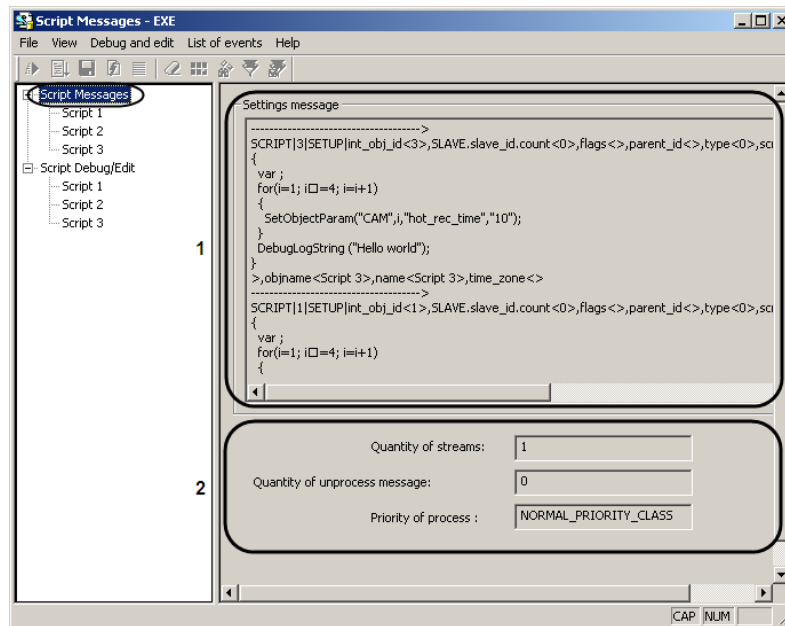 Script Messages - EXE
File View Debug and edit List of events Help
Script Messages
Script 1
Script 2
Script 3
Script Debug/Edit
Script 1
Script 2
Script 3
1
2
Settings message
------------------------------------>
SCRIPT|3|SETUP|int_obj_id<3>,SLAVE.slave_id.count<0>,flags<>,parent_id<>,type<0>,scr
{
var ;
for(i=1; i□=4; i=i+1)
{
SetObjectParam("CAM",i,"hot_rec_time","10");
}
DebugLogString ("Hello world");
}
>,objname<Script 3>,name<Script 3>,time_zone<>
------------------------------------>
SCRIPT|1|SETUP|int_obj_id<1>,SLAVE.slave_id.count<0>,flags<>,parent_id<>,type<0>,scr
{
var ;
for(i=1; i□=4; i=i+1)
{
Quantity of streams: 1
Quantity of unprocess message: 0
Priority of process : NORMAL_PRIORITY_CLASS
CAP NUM